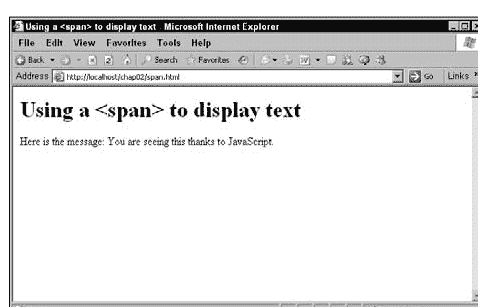 Using a <span> to display text - Microsoft Internet Explorer
File Edit View Favorites Tools Help
Back Search Favorites
Address http://localhost/chap02/span.html Go Links »
Using a <span> to display text
Here is the message: You are seeing this thanks to JavaScript.